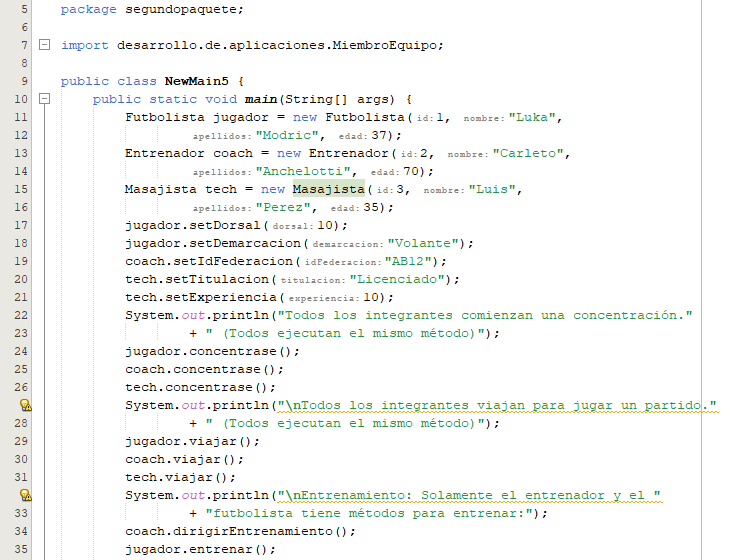 5 package segundopaquete;
6
7 import desarrollo.de.aplicaciones.MiembroEquipo;
8
9 public class NewMain5 {
10 public static void main(String[] args) {
11 Futbolista jugador = new Futbolista(id:1, nombre:"Luka",
12 apellidos:"Modric", edad:37);
13 Entrenador coach = new Entrenador(id:2, nombre:"Carleto",
14 apellidos:"Anchelotti", edad:70);
15 Masajista tech = new Masajista(id:3, nombre:"Luis",
16 apellidos:"Perez", edad:35);
17 jugador.setDorsal(dorsal:10);
18 jugador.setDemarcacion(demarcacion:"Volante");
19 coach.setIdFederacion(idFederacion:"AB12");
20 tech.setTitulacion(titulacion:"Licenciado");
21 tech.setExperiencia(experiencia:10);
22 System.out.println("Todos los integrantes comienzan una concentración."
23 + " (Todos ejecutan el mismo método)");
24 jugador.concentrase();
25 coach.concentrase();
26 tech.concentrase();
System.out.println("\nTodos los integrantes viajan para jugar un partido."
28 + " (Todos ejecutan el mismo método)");
29 jugador.viajar();
30 coach.viajar();
31 tech.viajar();
System.out.println("\nEntrenamiento: Solamente el entrenador y el "
33 + "futbolista tiene métodos para entrenar:");
34 coach.dirigirEntrenamiento();
35 jugador.entrenar();